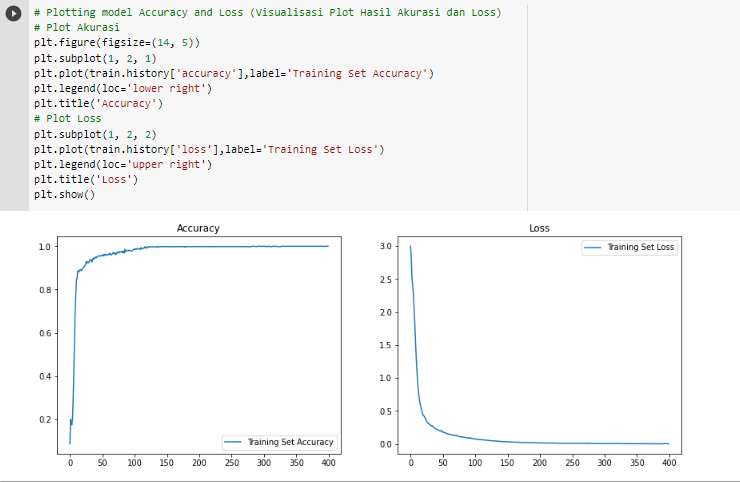 # Plotting model Accuracy and Loss (Visualisasi Plot Hasil Akurasi dan Loss)
# Plot Akurasi
plt.figure(figsize=(14, 5))
plt.subplot(1, 2, 1)
plt.plot(train.history['accuracy'],label='Training Set Accuracy')
plt.legend(loc='lower right')
plt.title('Accuracy')
# Plot Loss
plt.subplot(1, 2, 2)
plt.plot(train.history['loss'],label='Training Set Loss')
plt.legend(loc='upper right')
plt.title('Loss')
plt.show()
Accuracy
1.0
0.8
0.6
0.4
0.2
Training Set Accuracy
0 50 100 150 200 250 300 350 400
Loss
3.0
2.5
2.0
1.5
1.0
0.5
0.0
Training Set Loss
0 50 100 150 200 250 300 350 400